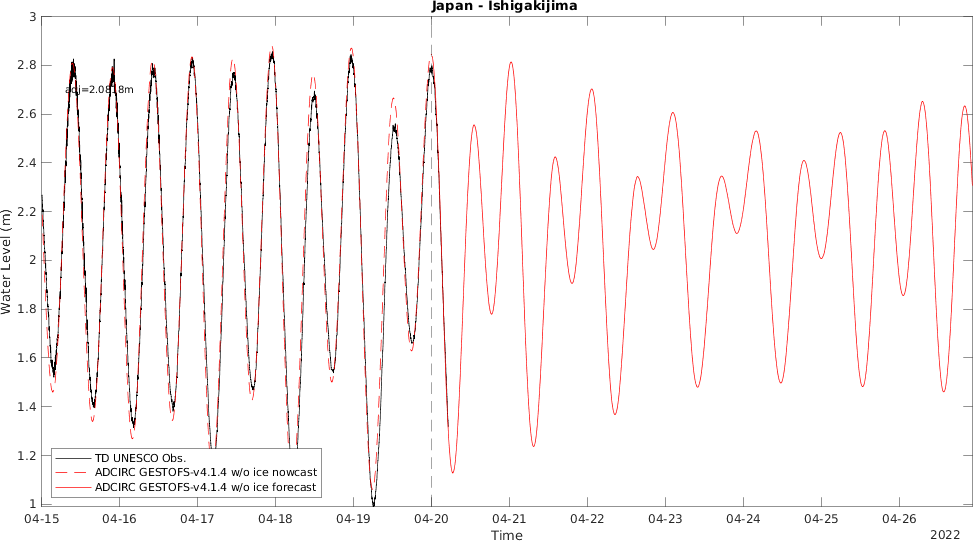 Japan - Ishigakijima
3
2.8
2.6
2.4
2.2
2
1.8
1.6
1.4
1.2
1
Water Level (m)
adj=2.0818m
TD UNESCO Obs.
ADCIRC GESTOFS-v4.1.4 w/o ice nowcast
ADCIRC GESTOFS-v4.1.4 w/o ice forecast
04-15 04-16 04-17 04-18 04-19 04-20 04-21 04-22 04-23 04-24 04-25 04-26
Time
2022